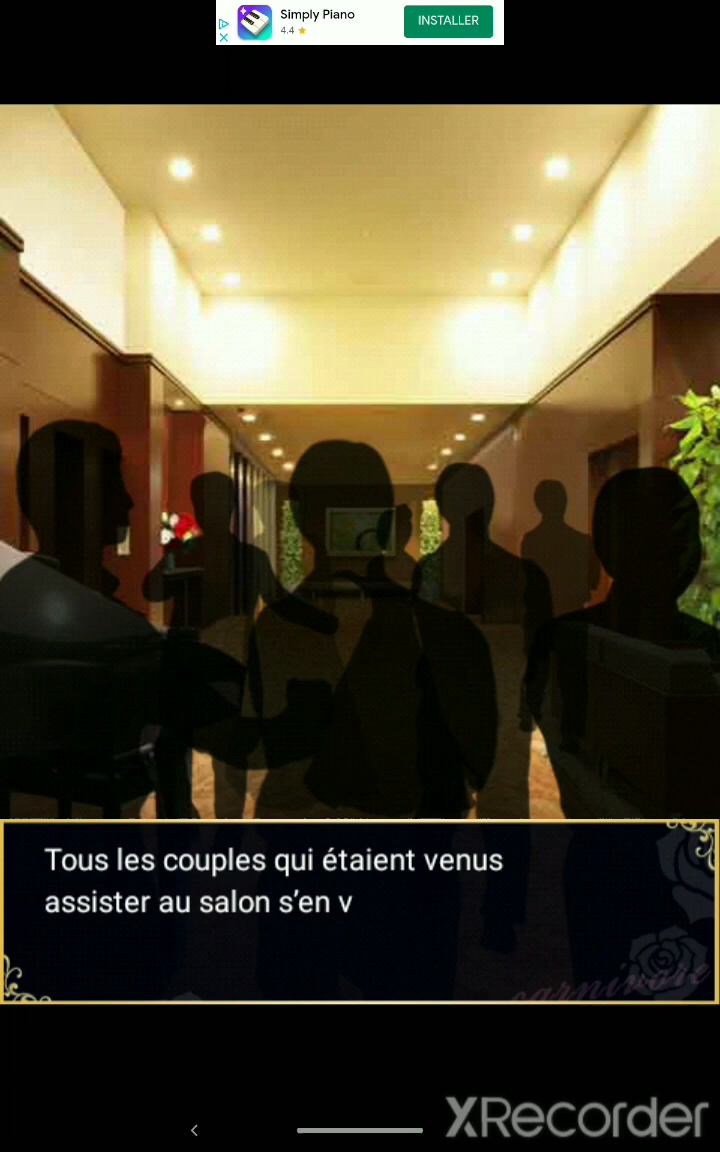 Simply Piano
4.4
INSTALLER
Tous les couples qui étaient venus
assister au salon s’en v
carnivore
XRecorder